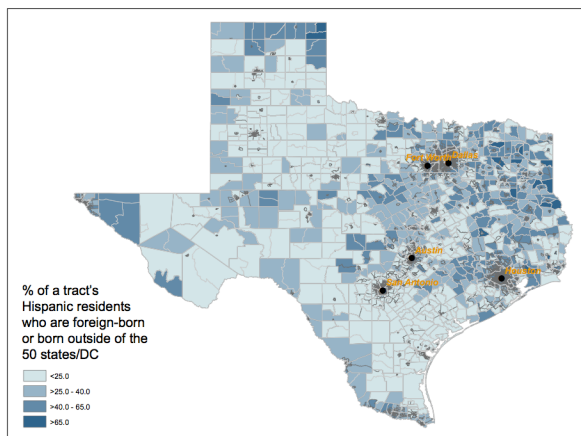 Fort Worth
Dallas
Austin
San Antonio
Houston
% of a tract's
Hispanic residents
who are foreign-born
or born outside of the
50 states/DC
<25.0
>25.0 - 40.0
>40.0 - 65.0
>65.0